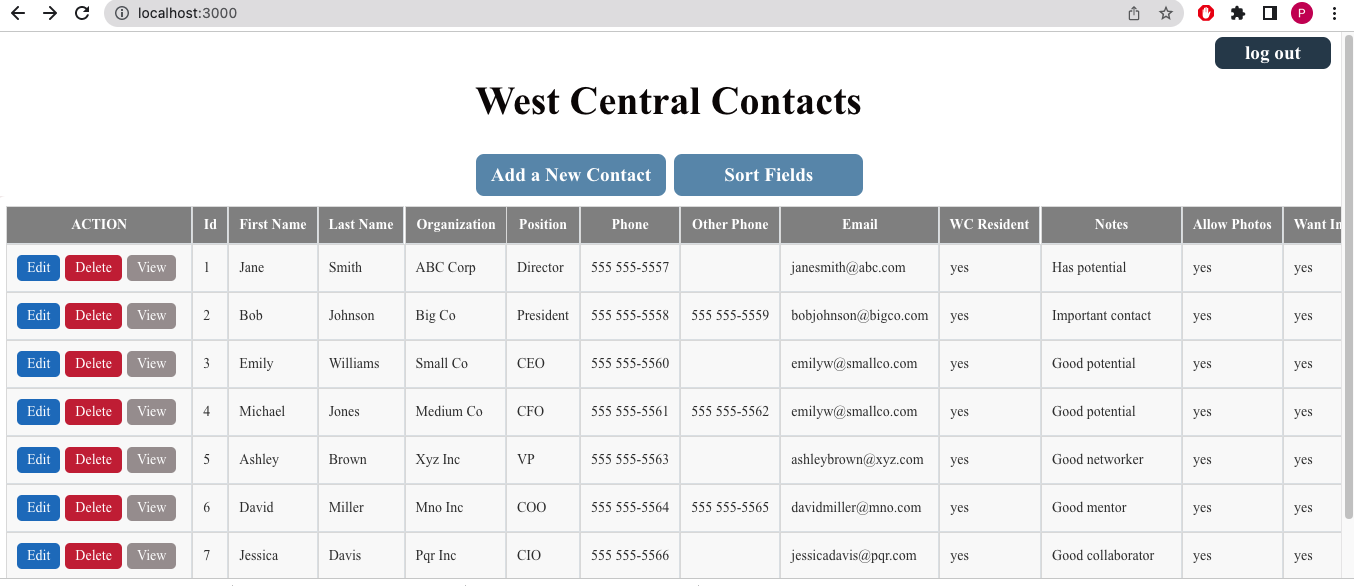 localhost:3000
P
log out
West Central Contacts
Add a New Contact Sort Fields
ACTION Id First Name Last Name Organization Position Phone Other Phone Email WC Resident Notes Allow Photos Want In
Edit Delete View 1 Jane Smith ABC Corp Director 555 555-5557 janesmith@abc.com yes Has potential yes yes
Edit Delete View 2 Bob Johnson Big Co President 555 555-5558 555 555-5559 bobjohnson@bigco.com yes Important contact yes yes
Edit Delete View 3 Emily Williams Small Co CEO 555 555-5560 emilyw@smallco.com yes Good potential yes yes
Edit Delete View 4 Michael Jones Medium Co CFO 555 555-5561 555 555-5562 emilyw@smallco.com yes Good potential yes yes
Edit Delete View 5 Ashley Brown Xyz Inc VP 555 555-5563 ashleybrown@xyz.com yes Good networker yes yes
Edit Delete View 6 David Miller Mno Inc COO 555 555-5564 555 555-5565 davidmiller@mno.com yes Good mentor yes yes
Edit Delete View 7 Jessica Davis Pqr Inc CIO 555 555-5566 jessicadavis@pqr.com yes Good collaborator yes yes